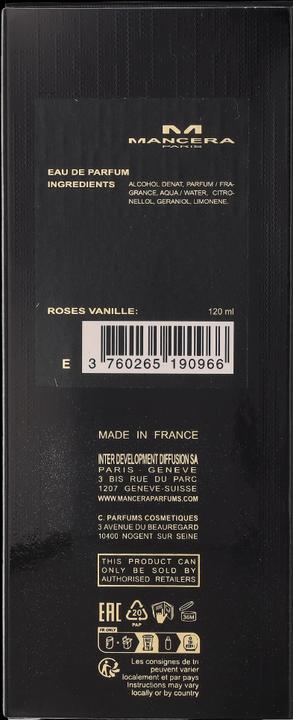 MANCERA
PARIS
EAU DE PARFUM
INGREDIENTS ALCOHOL DENAT, PARFUM / FRA-
GRANCE, AQUA / WATER, CITRO-
NELLOL, GERANIOL, LIMONENE.
ROSES VANILLE: 120 ml
E 3 760265 190966
MADE IN FRANCE
INTER DEVELOPMENT DIFFUSION SA
PARIS - GENEVE
3 BIS RUE DU PARC
1207 GENEVE-SUISSE
WWW.MANCERAPARFUMS.COM
C. PARFUMS COSMETIQUES
3 AVENUE DU BEAUREGARD
10400 NOGENT SUR SEINE
THIS PRODUCT CAN
ONLY BE SOLD BY
AUTHORISED RETAILERS
EAC 20 36M
PAP
FR ONLY
Les consignes de tri
peuvent varier
localement et par pays
Instructions may vary
locally or by country